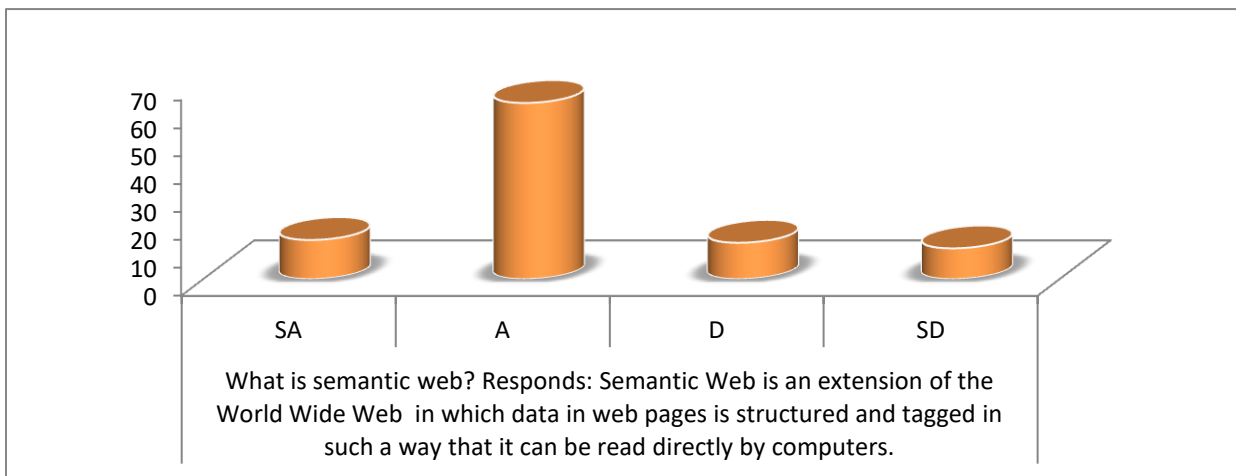 70
60
50
40
30
20
10
0
SA A D SD
What is semantic web? Responds: Semantic Web is an extension of the
World Wide Web in which data in web pages is structured and tagged in
such a way that it can be read directly by computers.